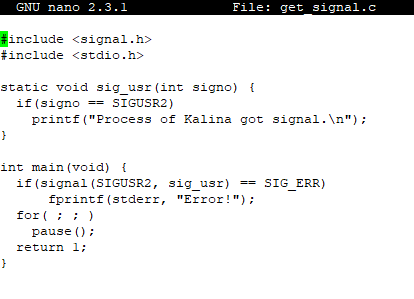 GNU nano 2.3.1 File: get_signal.c
#include <signal.h>
#include <stdio.h>
static void sig_usr(int signo) {
if(signo == SIGUSR2)
printf("Process of Kalina got signal.\n");
}
int main(void) {
if(signal(SIGUSR2, sig_usr) == SIG_ERR)
fprintf(stderr, "Error!");
for( ; ; )
pause();
return 1;
}